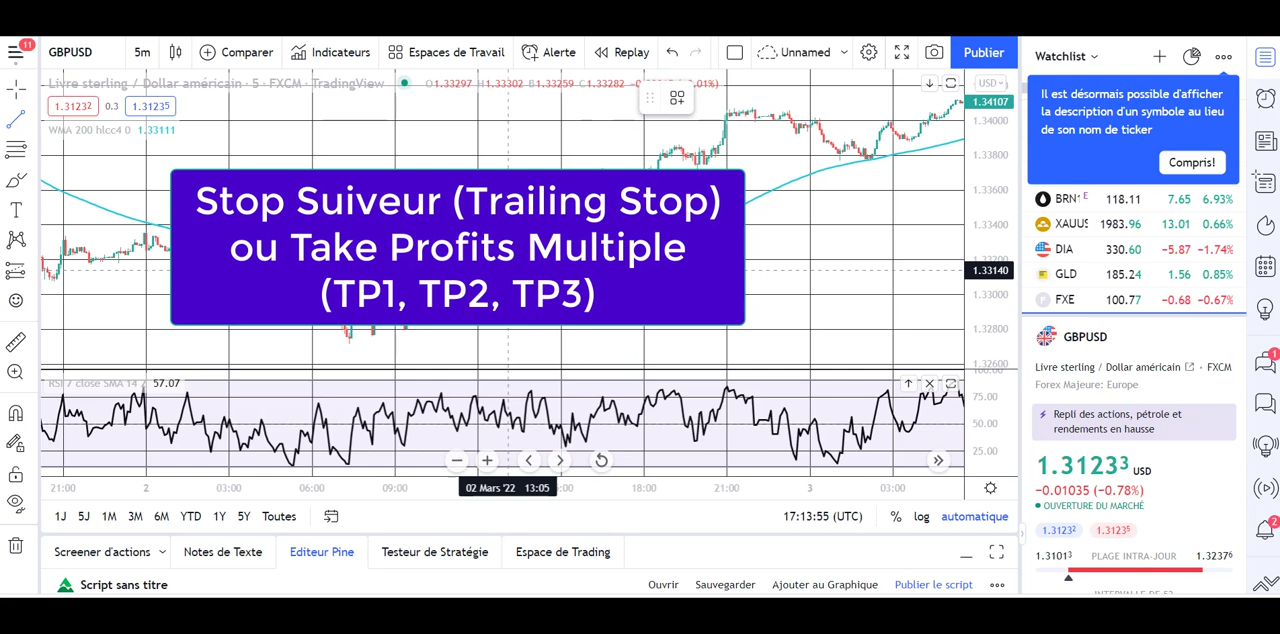 11
GBPUSD
5m
Comparer
Indicateurs
Espaces de Travail
Alerte
Replay
Unnamed
Publier
Watchlist
Livre sterling / Dollar américain · 5 · FXCM · TradingView
O1.33297 H1.33302 B1.33259 C1.33282
USD
1.31232 0.3 1.31235
WMA 200 hlcc4 0 1.33111
1.34107
1.34000
1.33800
1.33600
1.33400
1.33200
1.33140
1.33000
1.32800
1.32600
Stop Suiveur (Trailing Stop)
ou Take Profits Multiple
(TP1, TP2, TP3)
Il est désormais possible d'afficher
la description d'un symbole au lieu
de son nom de ticker
Compris!
BRN1 E 118.11 7.65 6.93%
XAUUS 1983.96 13.01 0.66%
DIA 330.60 −5.87 −1.74%
GLD 185.24 1.56 0.85%
FXE 100.77 −0.68 −0.67%
GBPUSD
Livre sterling / Dollar américain · FXCM
Forex Majeure: Europe
Repli des actions, pétrole et
rendements en hausse
1.31233 USD
−0.01035 (−0.78%)
OUVERTURE DU MARCHÉ
1.31232 1.31235
1.31013 PLAGE INTRA-JOUR 1.32376
RSI 7 close SMA 14 2 57.07
100.00
75.00
50.00
25.00
21:00 2 03:00 06:00 09:00 02 Mars '22 13:05 18:00 21:00 3 03:00
1J 5J 1M 3M 6M YTD 1Y 5Y Toutes
17:13:55 (UTC) % log automatique
Screener d'actions Notes de Texte Editeur Pine Testeur de Stratégie Espace de Trading
Script sans titre
Ouvrir Sauvegarder Ajouter au Graphique Publier le script
1
2